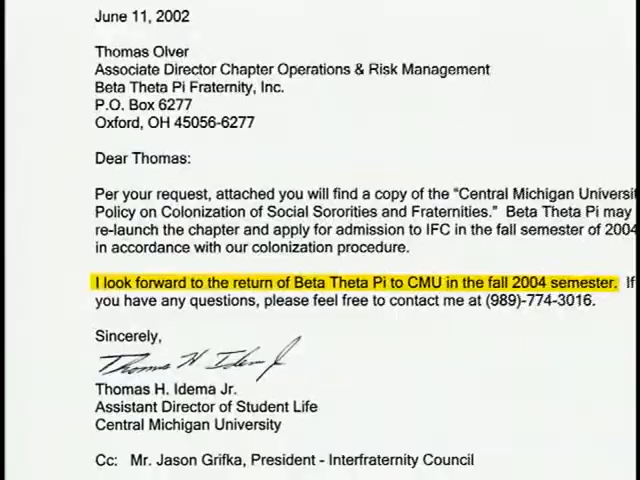 June 11, 2002
Thomas Olver
Associate Director Chapter Operations & Risk Management
Beta Theta Pi Fraternity, Inc.
P.O. Box 6277
Oxford, OH 45056-6277
Dear Thomas:
Per your request, attached you will find a copy of the “Central Michigan Universi
Policy on Colonization of Social Sororities and Fraternities.” Beta Theta Pi may
re-launch the chapter and apply for admission to IFC in the fall semester of 2004
in accordance with our colonization procedure.
I look forward to the return of Beta Theta Pi to CMU in the fall 2004 semester. If
you have any questions, please feel free to contact me at (989)-774-3016.
Sincerely,
Thomas H Idema Jr
Thomas H. Idema Jr.
Assistant Director of Student Life
Central Michigan University
Cc: Mr. Jason Grifka, President - Interfraternity Council